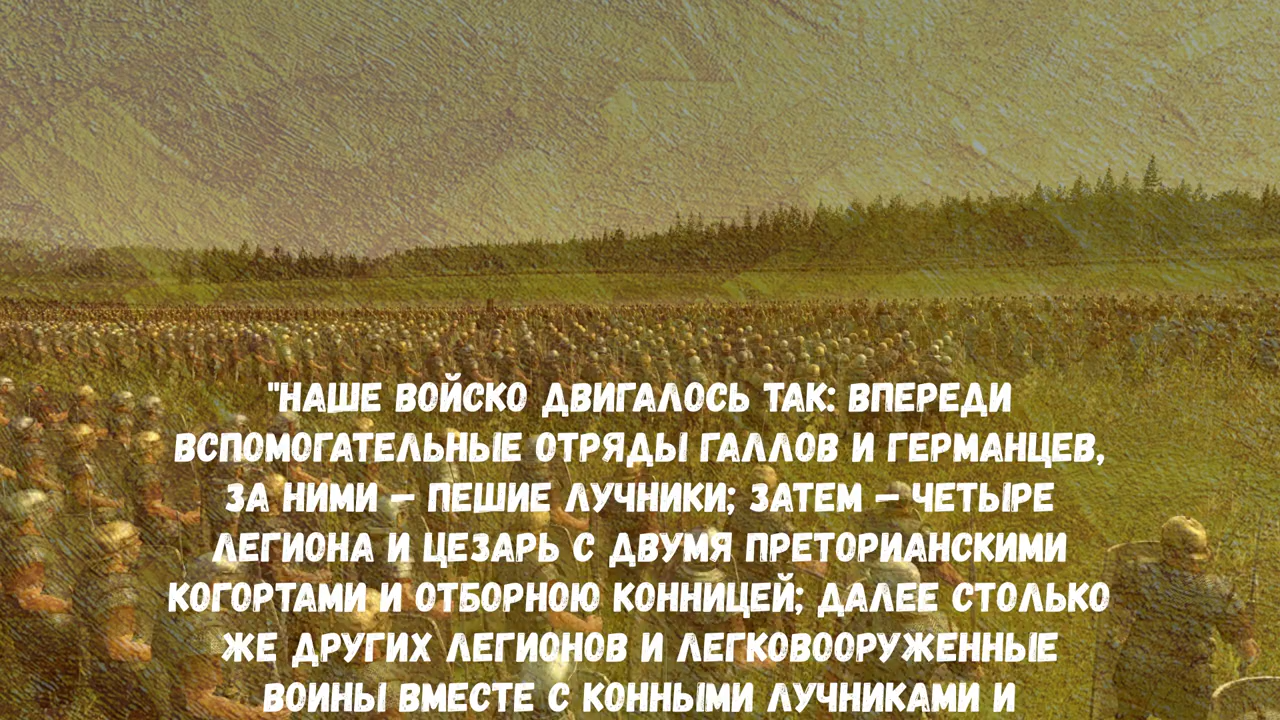 "НАШЕ ВОЙСКО ДВИГАЛОСЬ ТАК: ВПЕРЕДИ
ВСПОМОГАТЕЛЬНЫЕ ОТРЯДЫ ГАЛЛОВ И ГЕРМАНЦЕВ,
ЗА НИМИ – ПЕШИЕ ЛУЧНИКИ; ЗАТЕМ – ЧЕТЫРЕ
ЛЕГИОНА И ЦЕЗАРЬ С ДВУМЯ ПРЕТОРИАНСКИМИ
КОГОРТАМИ И ОТБОРНОЮ КОННИЦЕЙ; ДАЛЕЕ СТОЛЬКО
ЖЕ ДРУГИХ ЛЕГИОНОВ И ЛЕГКОВООРУЖЕННЫЕ
ВОИНЫ ВМЕСТЕ С КОННЫМИ ЛУЧНИКАМИ И